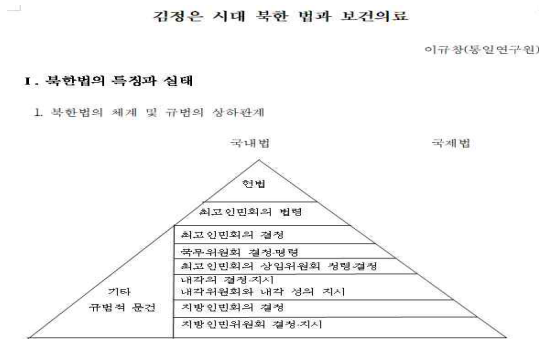 김정은 시대 북한 법과 보건의료
이규창(통일연구원)
I. 북한법의 특징과 실태
1. 북한법의 체계 및 규범의 상하관계
국내법 국제법
헌법
최고인민회의 법령
최고인민회의 결정
국무위원회 결정·명령
최고인민회의 상임위원회 정령·결정
내각의 결정·지시
내각위원회와 내각 성의 지시
기타
규범적 문건
지방인민회의 결정
지방인민위원회 결정·지시